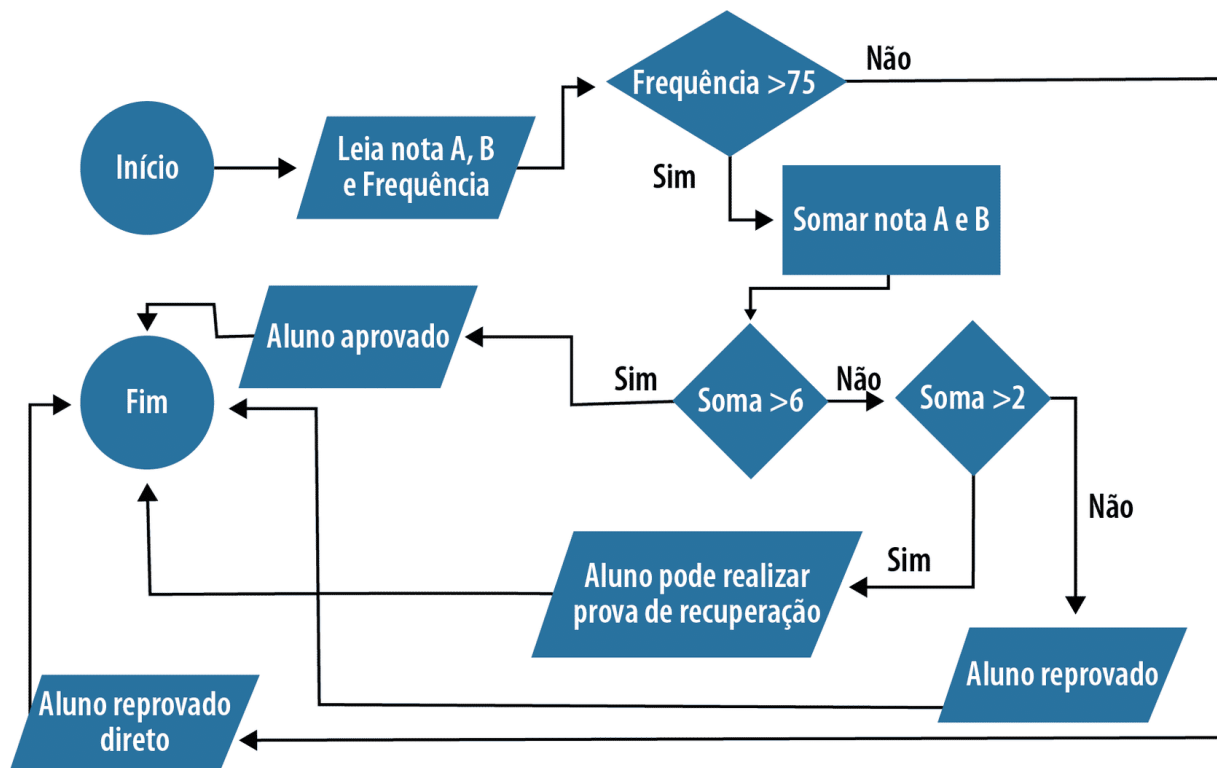 Início
Leia nota A, B
e Frequência
Frequência >75
Não
Sim
Somar nota A e B
Soma >6
Sim
Aluno aprovado
Não
Soma >2
Sim
Aluno pode realizar
prova de recuperação
Não
Aluno reprovado
Aluno reprovado
direto
Fim